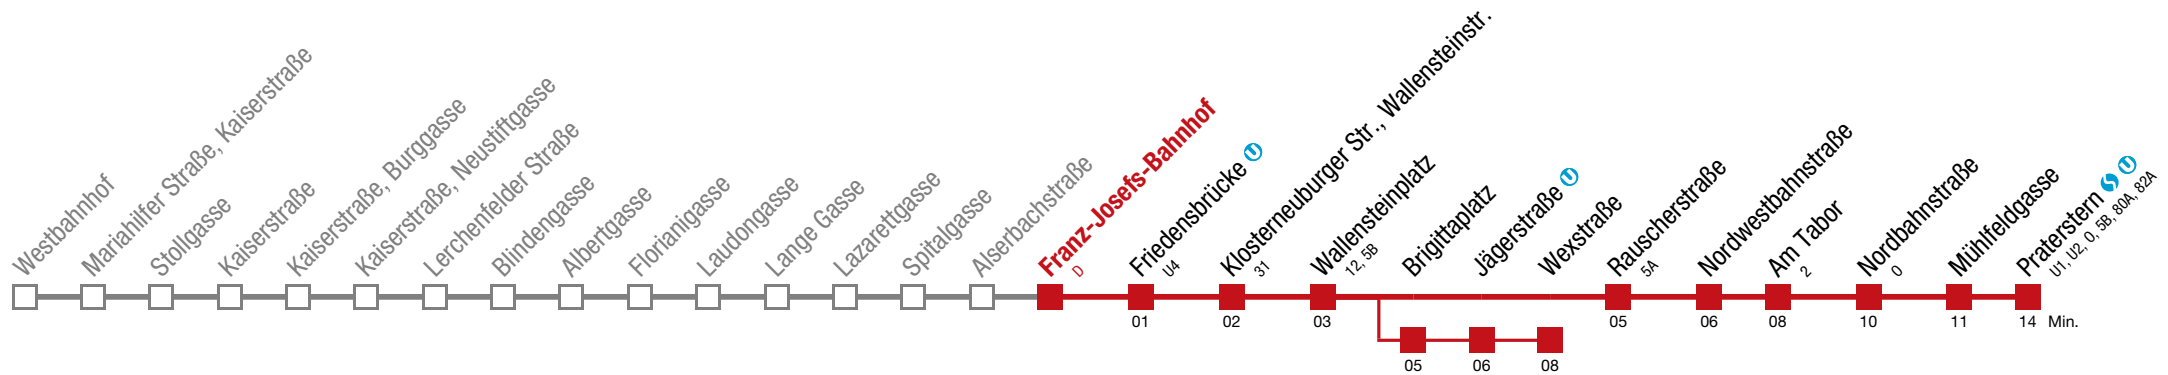 Westbahnhof
Mariahilfer Straße, Kaiserstraße
Stollgasse
Kaiserstraße
Kaiserstraße, Burggasse
Kaiserstraße, Neustiftgasse
Lerchenfelder Straße
Blindengasse
Albertgasse
Florianigasse
Laudongasse
Lange Gasse
Lazarettgasse
Spitalgasse
Alserbachstraße
Franz-Josefs-Bahnhof
D
Friedensbrücke U
U4
01
Klosterneuburger Str., Wallensteinstr.
31
02
Wallensteinplatz
12, 5B
03
Brigittaplatz
05
Jägerstraße U
06
Wexstraße
08
Rauscherstraße
5A
05
Nordwestbahnstraße
06
Am Tabor
2
08
Nordbahnstraße
O
10
Mühlfeldgasse
11
Praterstern S U
U1, U2, O, 5B, 80A, 82A
14 Min.